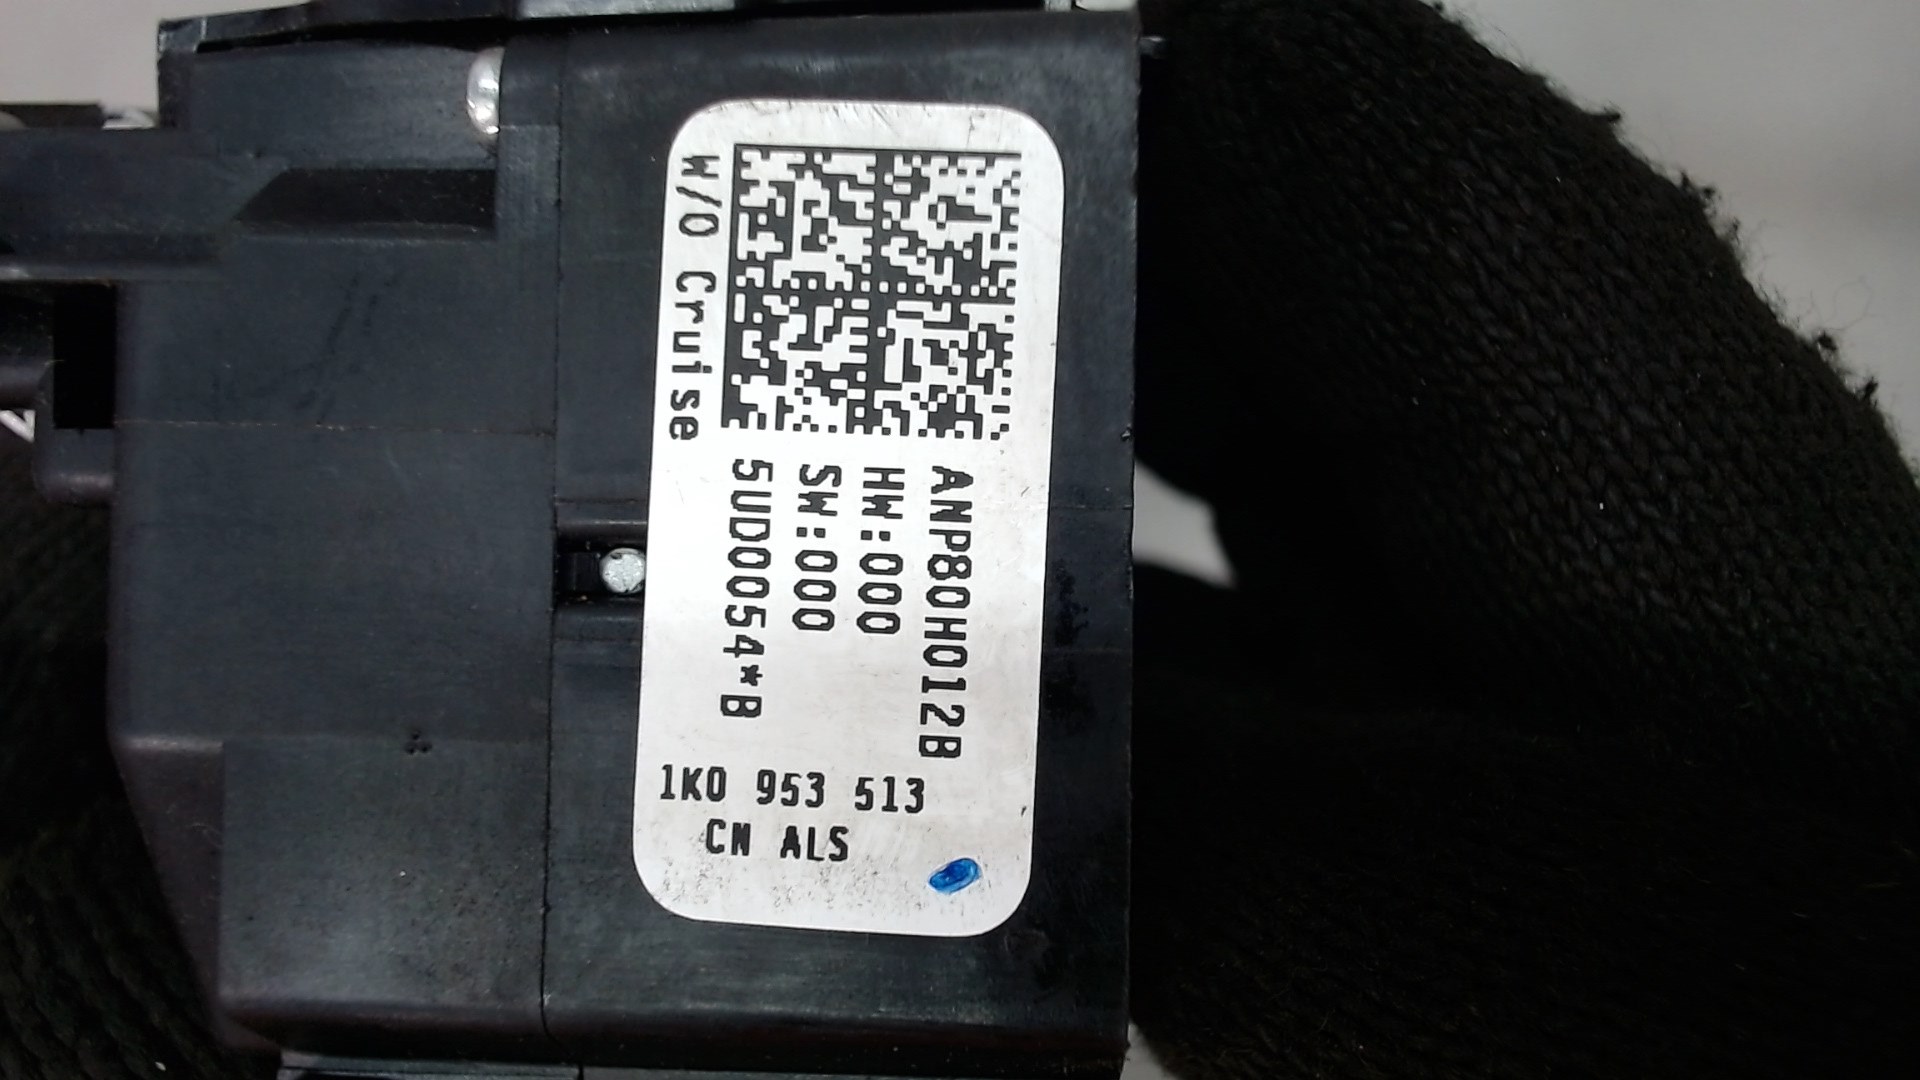 W/O Cruise
ANP80H012B
HW:000
SW:000
5UD0054*B
1K0 953 513
CN ALS